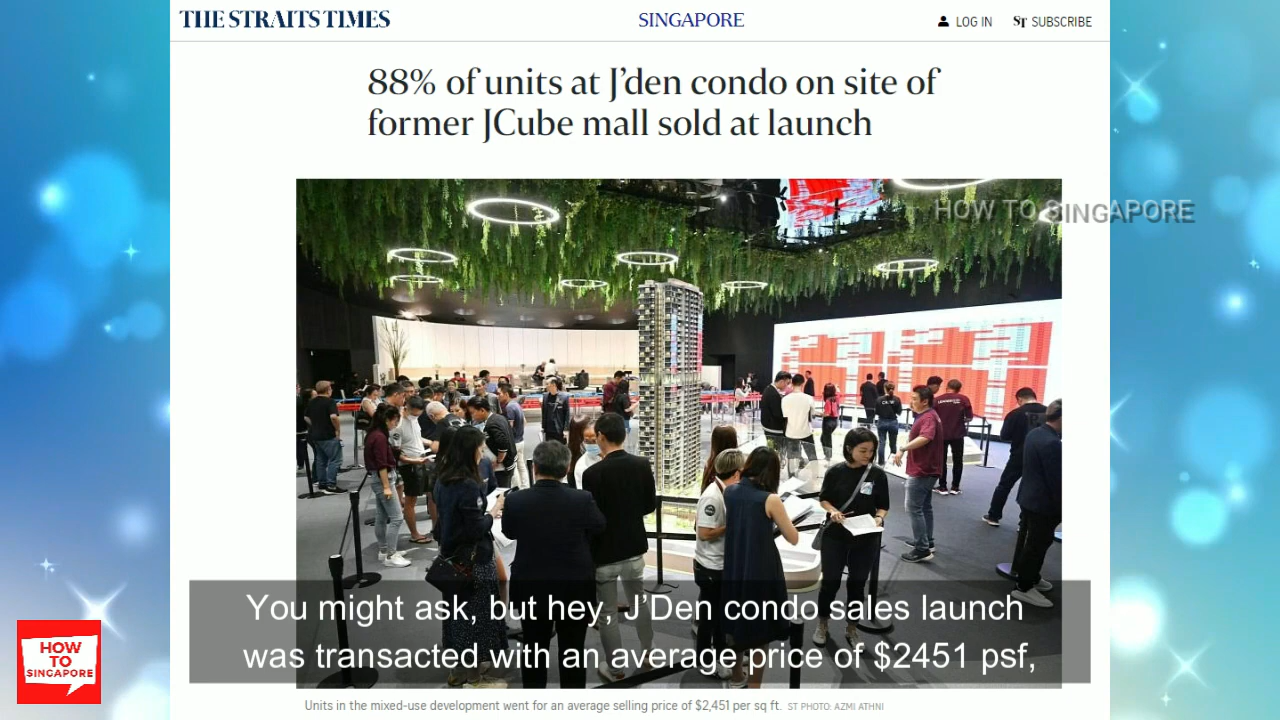 THE STRAITS TIMES
SINGAPORE
LOG IN
ST SUBSCRIBE
88% of units at J’den condo on site of
former JCube mall sold at launch
HOW TO SINGAPORE
You might ask, but hey, J’Den condo sales launch
was transacted with an average price of $2451 psf,
HOW
TO
SINGAPORE
Units in the mixed-use development went for an average selling price of $2,451 per sq ft. ST PHOTO: AZMI ATHNI